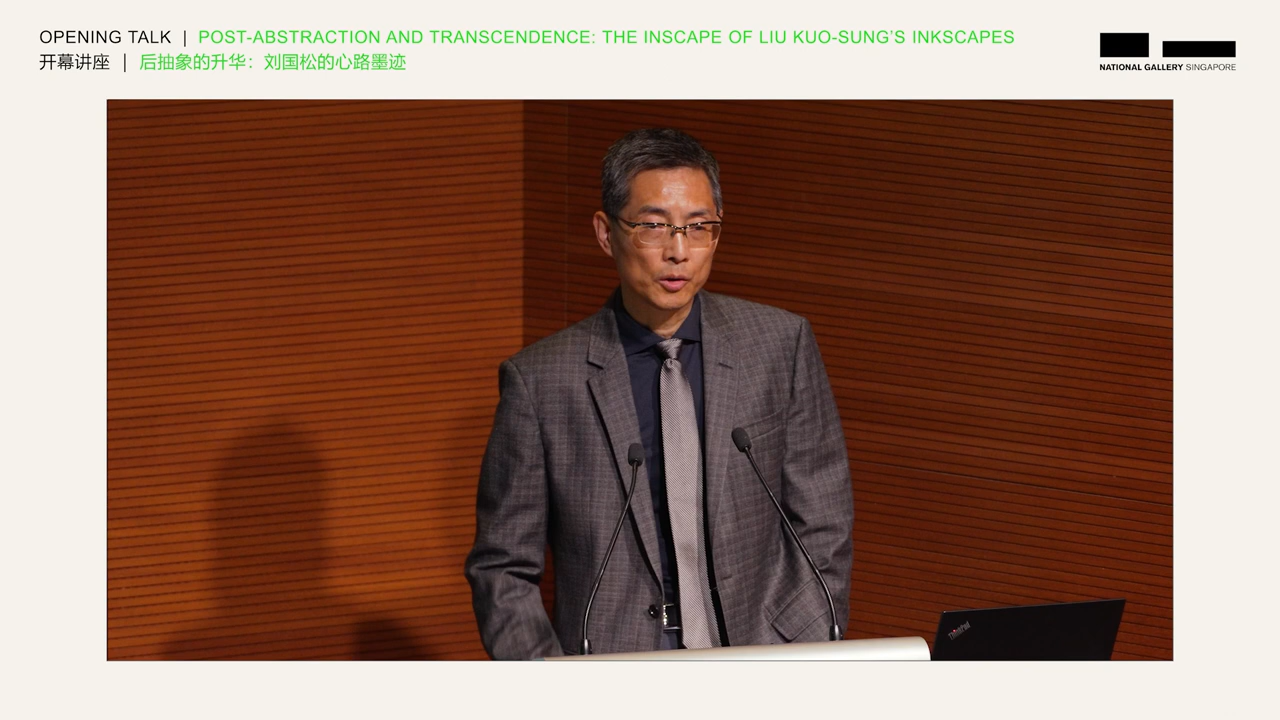 OPENING TALK | POST-ABSTRACTION AND TRANSCENDENCE: THE INSCAPE OF LIU KUO-SUNG'S INKSCAPES
开幕讲座 | 后抽象的升华：刘国松的心路墨迹
NATIONAL GALLERY SINGAPORE
ThinkPad